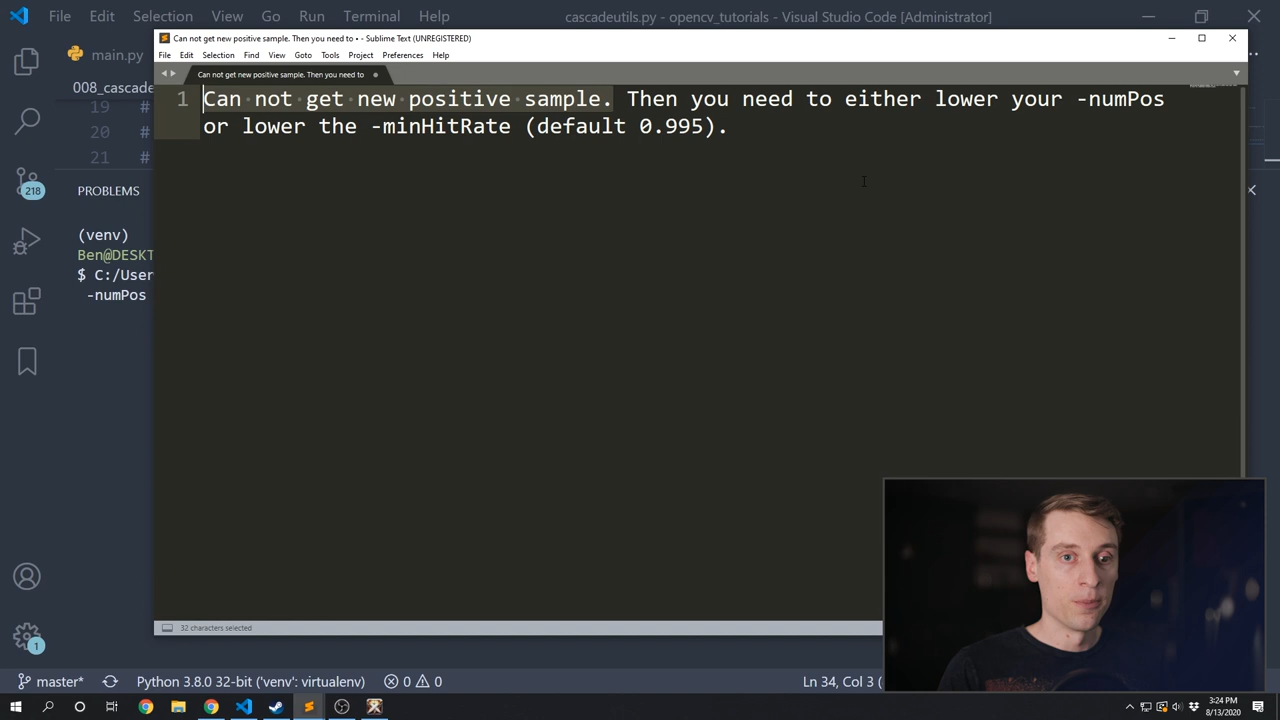 File Edit Selection View Go Run Terminal Help cascadeutils.py - opencv_tutorials - Visual Studio Code [Administrator]
Can not get new positive sample. Then you need to • - Sublime Text (UNREGISTERED)
File Edit Selection Find View Goto Tools Project Preferences Help
main.py
Can not get new positive sample. Then you need to
008_cascade
1 Can not get new positive sample. Then you need to either lower your -numPos
or lower the -minHitRate (default 0.995).
19 #
20 #
21 #
218
PROBLEMS
(venv)
Ben@DESKT
$ C:/User
-numPos
32 characters selected
1
master* Python 3.8.0 32-bit ('venv': virtualenv) 0 0 Ln 34, Col 3 (
3:24 PM
8/13/2020